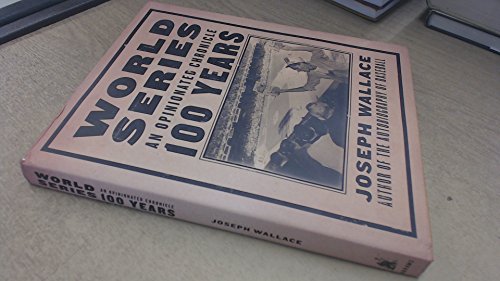 WORLD
SERIES
AN OPINIONATED CHRONICLE
100 YEARS
JOSEPH WALLACE
AUTHOR OF THE AUTOBIOGRAPHY OF BASEBALL
WORLD
SERIES
AN OPINIONATED CHRONICLE
100 YEARS
JOSEPH WALLACE
ABRAMS